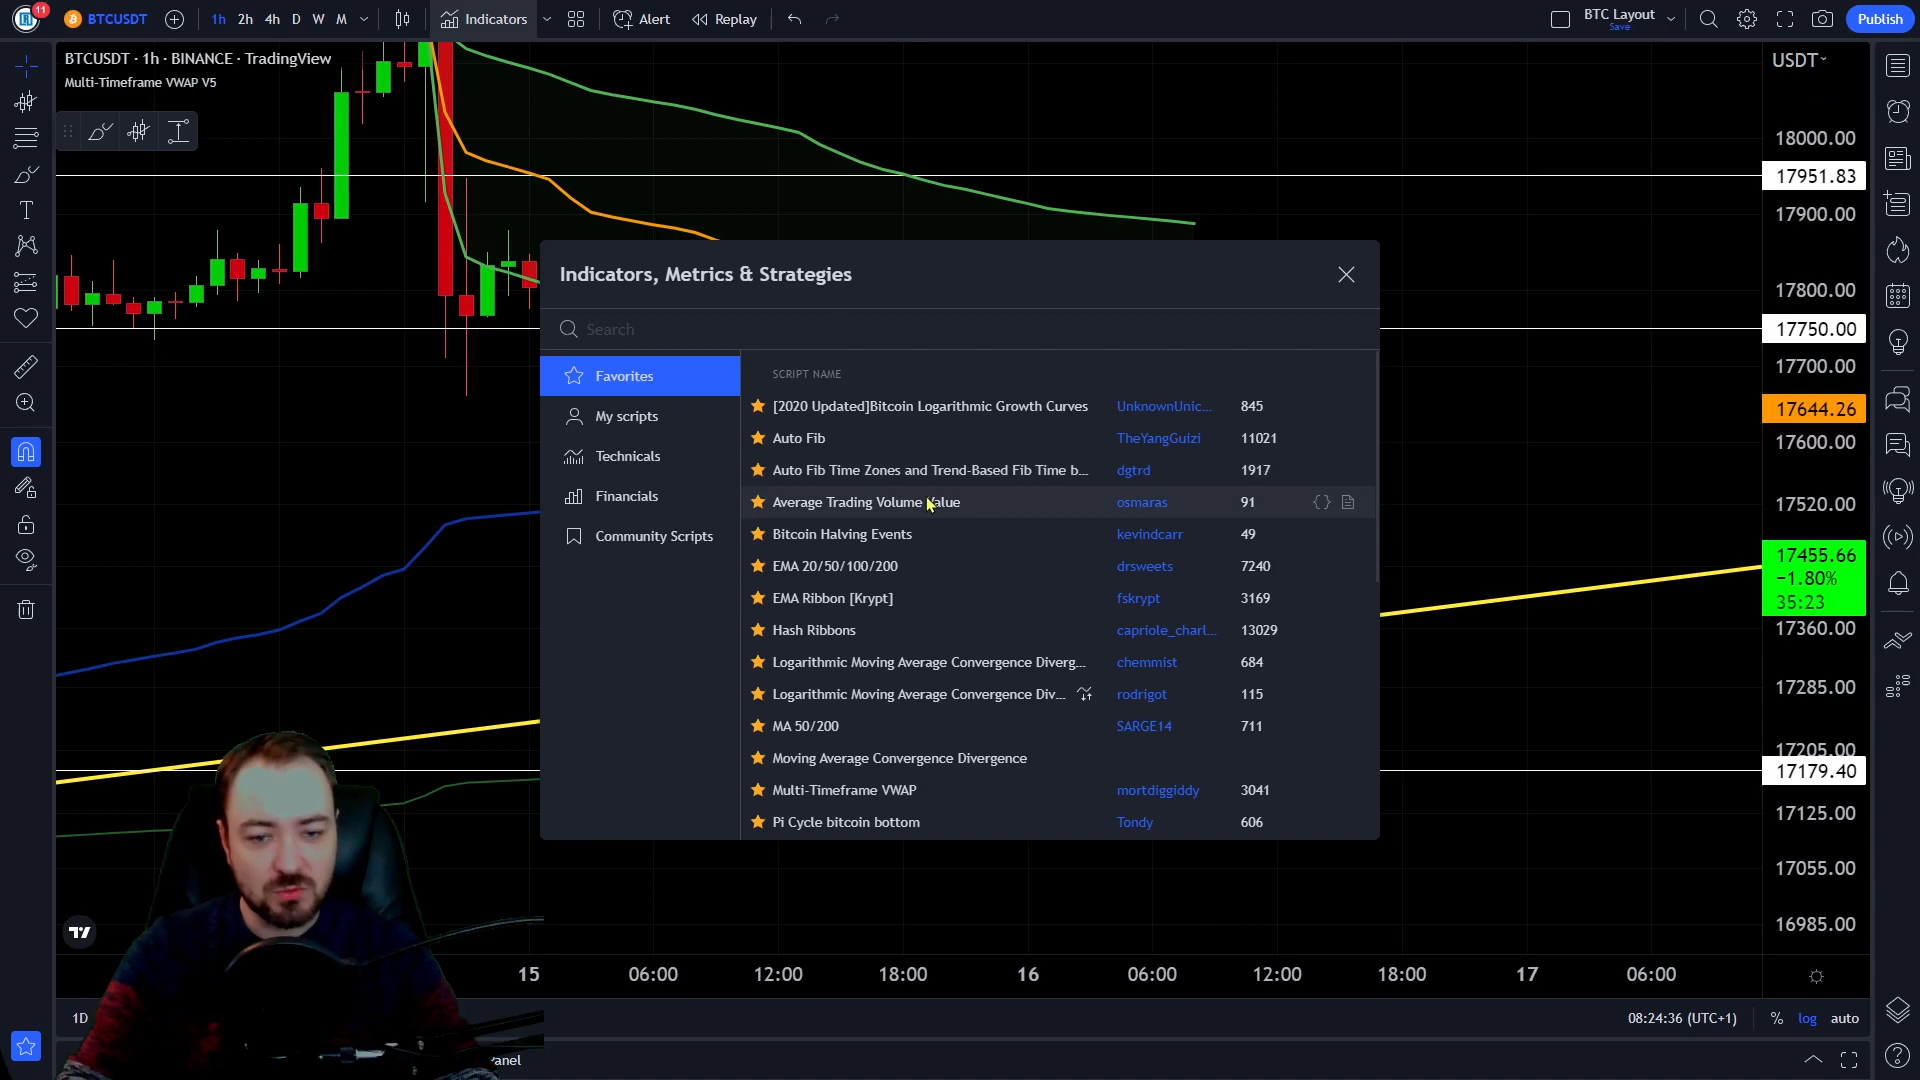 11
BTCUSDT
1h 2h 4h D W M
Indicators
Alert
Replay
BTC Layout
Save
Publish
BTCUSDT · 1h · BINANCE · TradingView
Multi-Timeframe VWAP V5
USDT
18000.00
17951.83
17900.00
17800.00
17750.00
17700.00
17644.26
17600.00
17520.00
17455.66
−1.80%
35:23
17360.00
17285.00
17205.00
17179.40
17125.00
17055.00
16985.00
Indicators, Metrics & Strategies
Search
Favorites
My scripts
Technicals
Financials
Community Scripts
SCRIPT NAME
[2020 Updated]Bitcoin Logarithmic Growth Curves UnknownUnic... 845
Auto Fib TheYangGuizi 11021
Auto Fib Time Zones and Trend-Based Fib Time b... dgtrd 1917
Average Trading Volume Value osmaras 91
Bitcoin Halving Events kevindcarr 49
EMA 20/50/100/200 drsweets 7240
EMA Ribbon [Krypt] fskrypt 3169
Hash Ribbons capriole_charl... 13029
Logarithmic Moving Average Convergence Diverg... chemmist 684
Logarithmic Moving Average Convergence Div... rodrigot 115
MA 50/200 SARGE14 711
Moving Average Convergence Divergence
Multi-Timeframe VWAP mortdiggiddy 3041
Pi Cycle bitcoin bottom Tondy 606
15 06:00 12:00 18:00 16 06:00 12:00 18:00 17 06:00
1D
08:24:36 (UTC+1)
% log auto